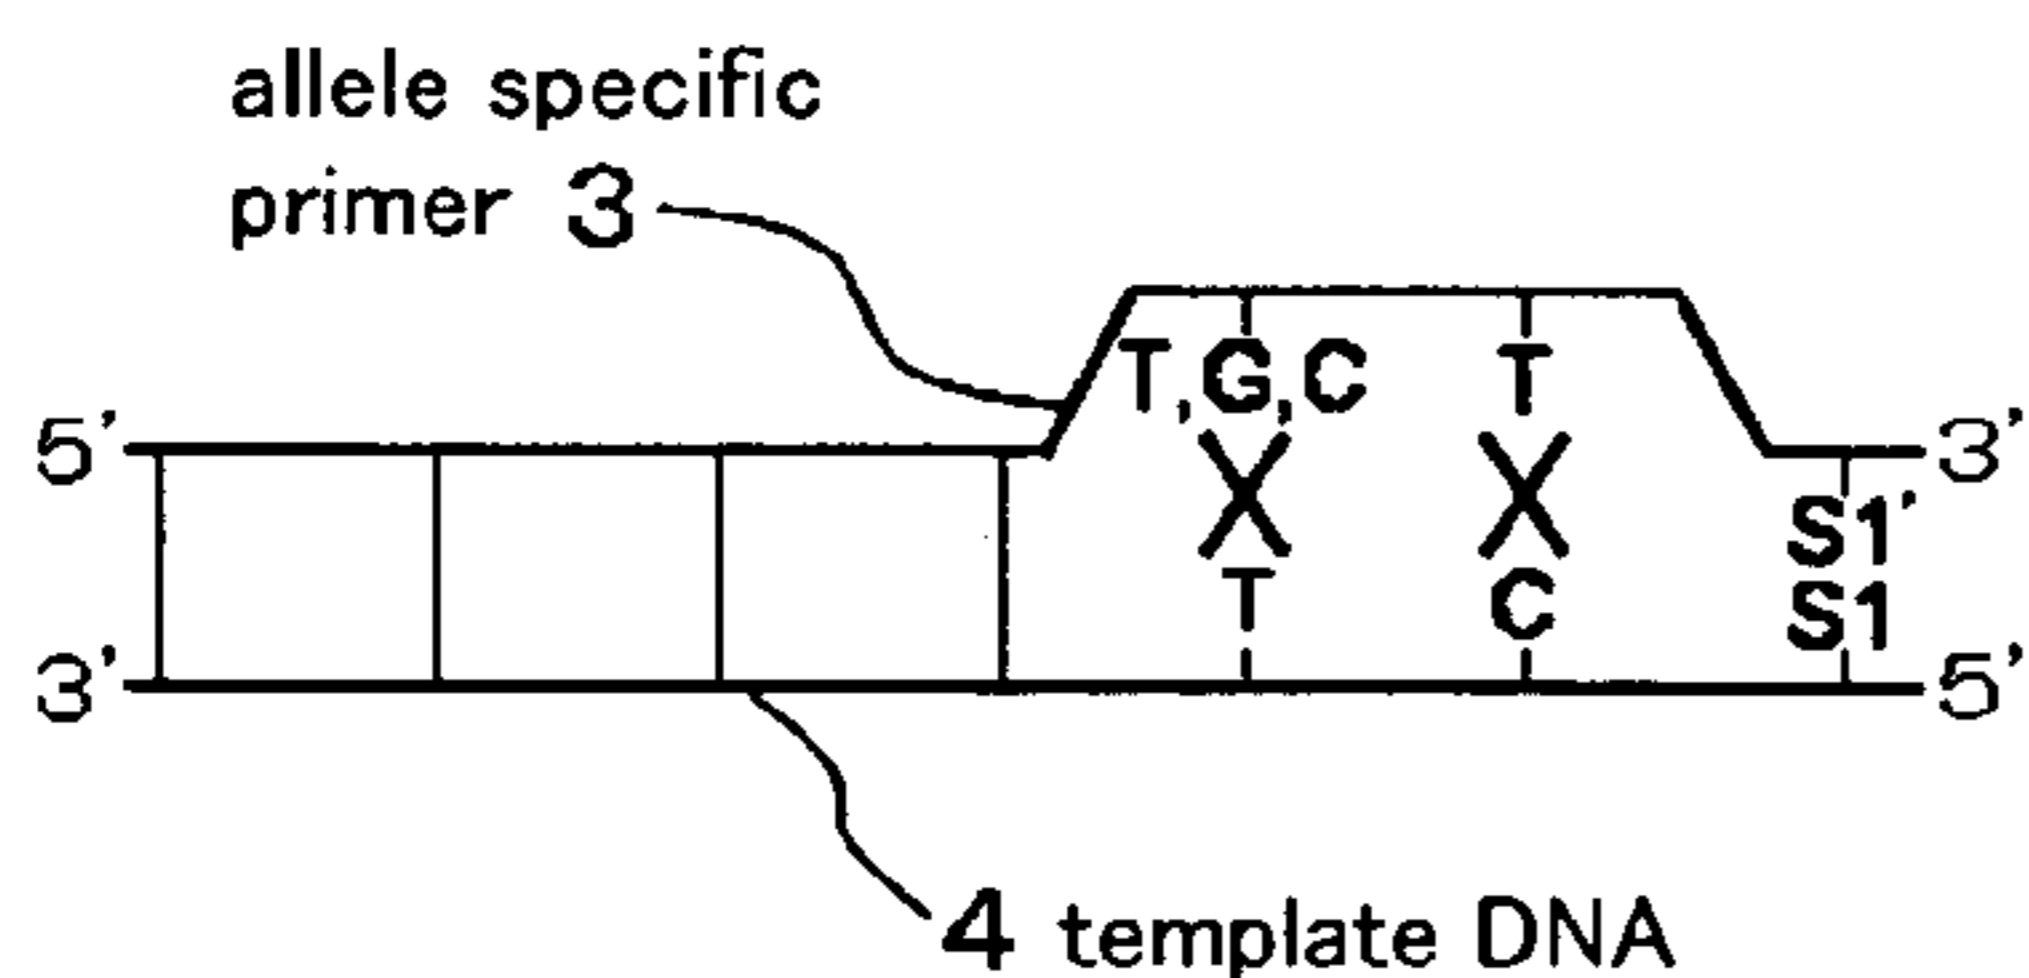 allele specific
primer 3
T,G,C T
5' 3'
X X
S1'
T C S1
3' 5'
4 template DNA